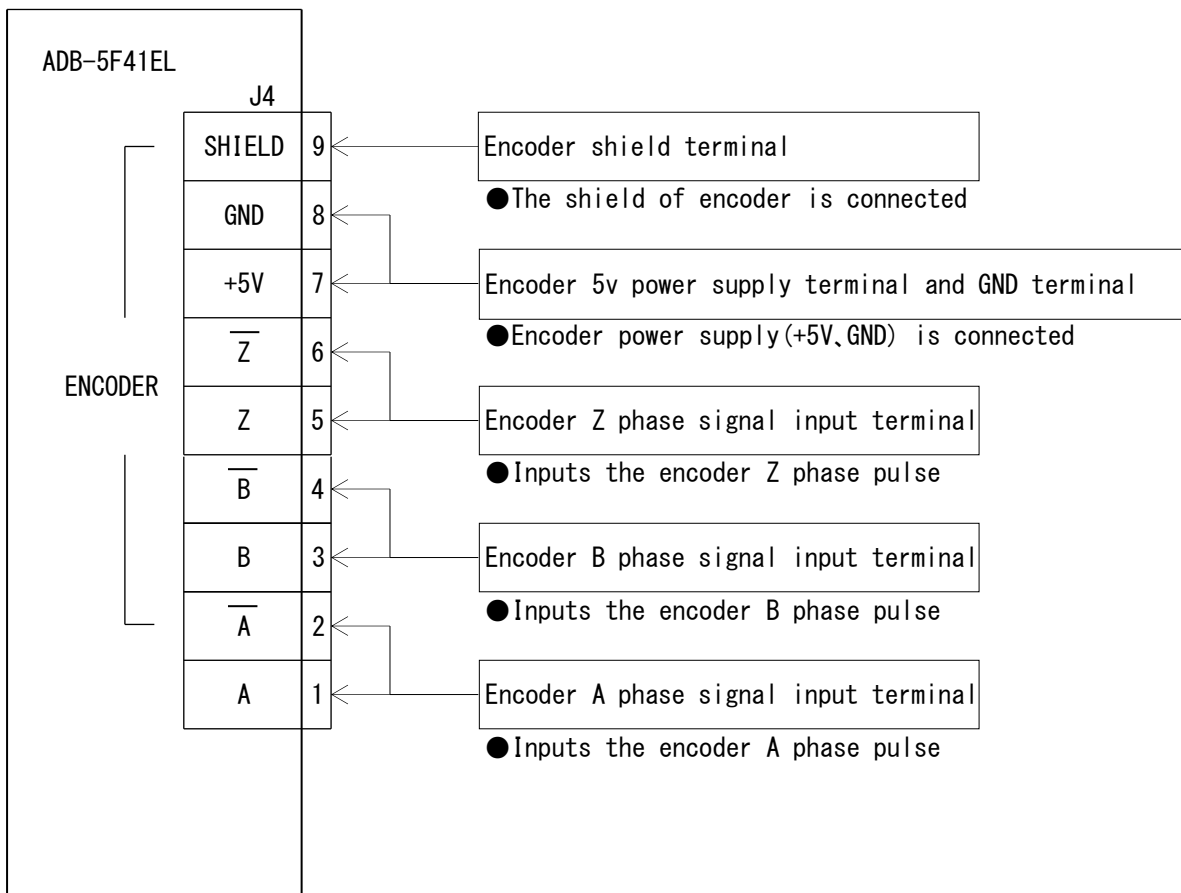 ADB-5F41EL
J4
SHIELD 9 Encoder shield terminal
●The shield of encoder is connected
GND 8
+5V 7 Encoder 5v power supply terminal and GND terminal
●Encoder power supply(+5V、GND) is connected
Z̅ 6
ENCODER
Z 5 Encoder Z phase signal input terminal
●Inputs the encoder Z phase pulse
B̅ 4
B 3 Encoder B phase signal input terminal
●Inputs the encoder B phase pulse
A̅ 2
A 1 Encoder A phase signal input terminal
●Inputs the encoder A phase pulse